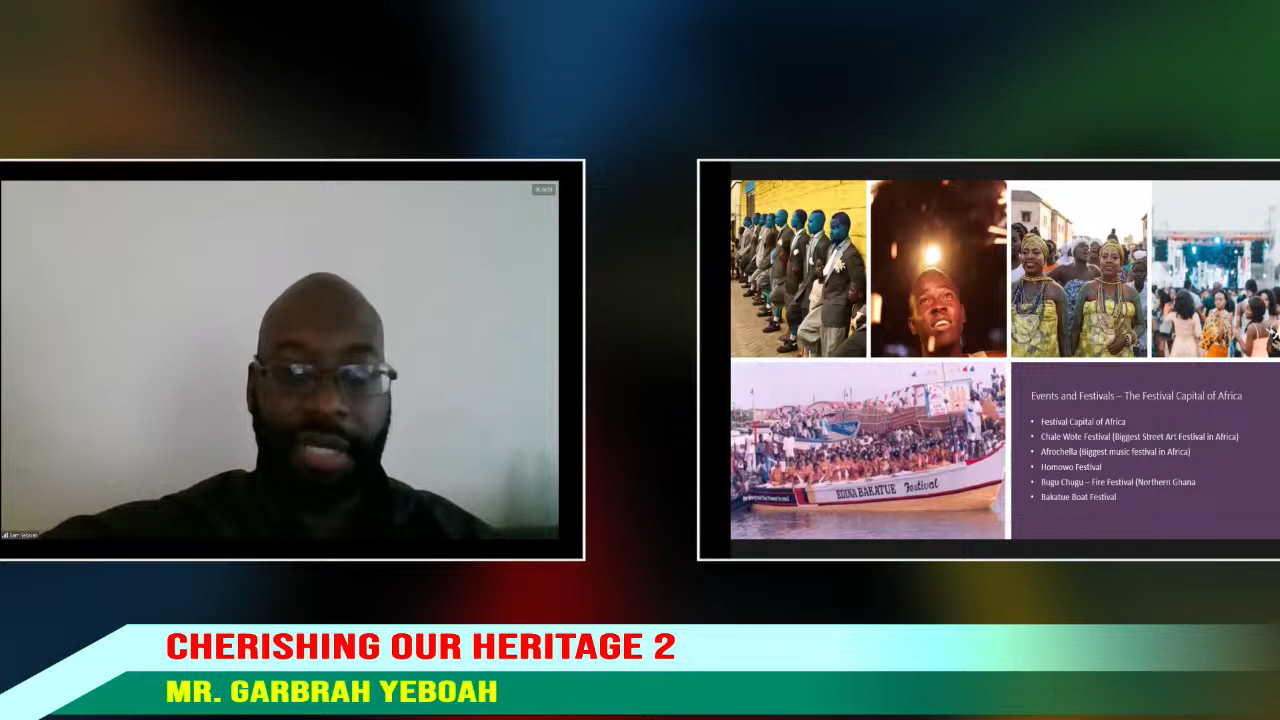 Sam Yeboah
EDINA BAKATUE Festival
Events and Festivals – The Festival Capital of Africa
• Festival Capital of Africa
• Chale Wote Festival (Biggest Street Art Festival in Africa)
• Afrochella (Biggest music festival in Africa)
• Homowo Festival
• Bugu Chugu – Fire Festival (Northern Ghana
• Bakatue Boat Festival
CHERISHING OUR HERITAGE 2
MR. GARBRAH YEBOAH